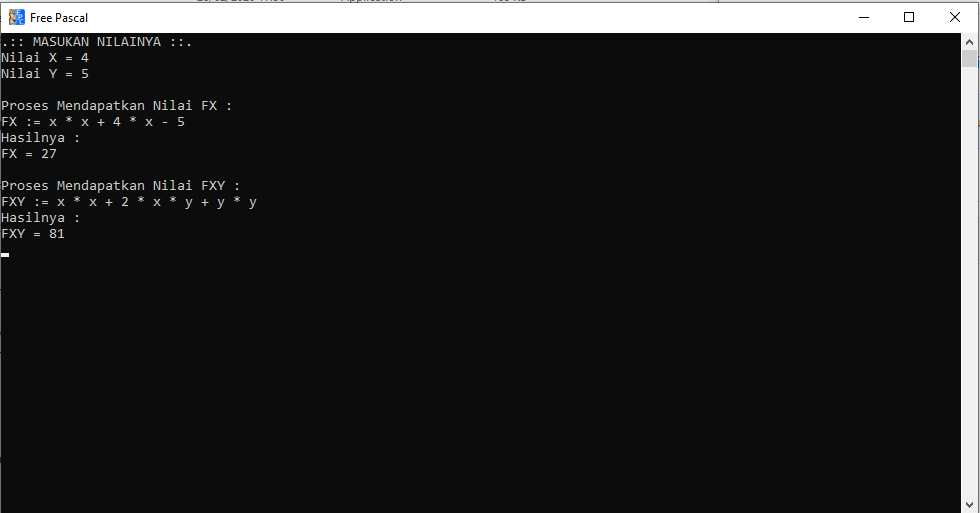 Free Pascal
.:: MASUKAN NILAINYA ::.
Nilai X = 4
Nilai Y = 5
Proses Mendapatkan Nilai FX :
FX := x * x + 4 * x - 5
Hasilnya :
FX = 27
Proses Mendapatkan Nilai FXY :
FXY := x * x + 2 * x * y + y * y
Hasilnya :
FXY = 81